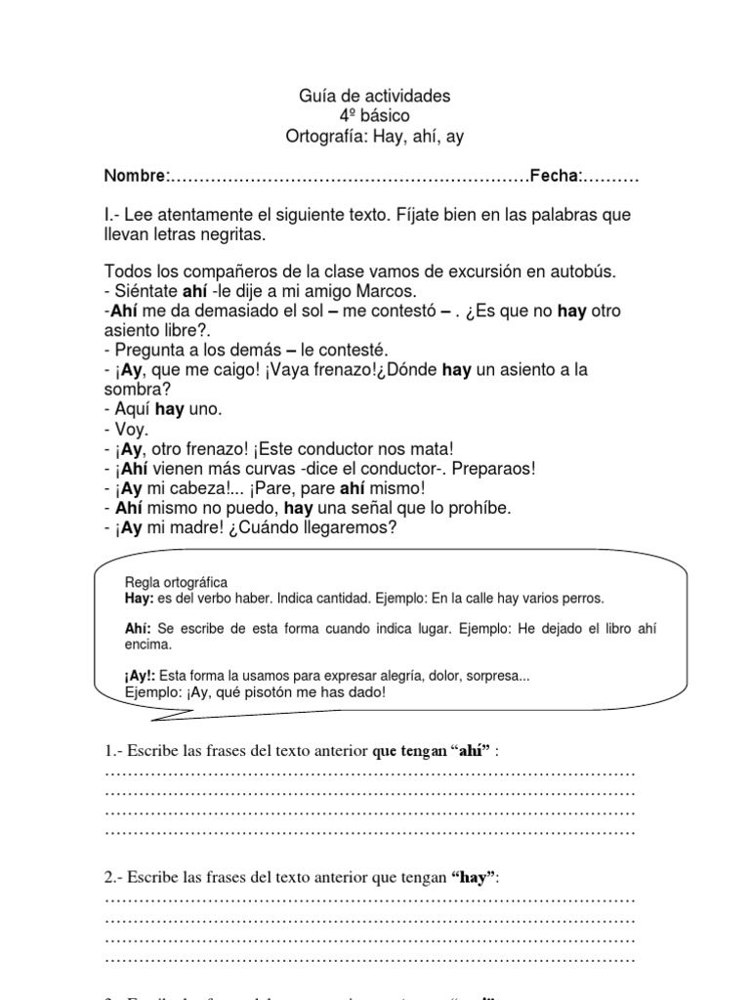 Guía de actividades
4º básico
Ortografía: Hay, ahí, ay
Nombre:………………………………………………………Fecha:……….
I.- Lee atentamente el siguiente texto. Fíjate bien en las palabras que
llevan letras negritas.
Todos los compañeros de la clase vamos de excursión en autobús.
- Siéntate ahí -le dije a mi amigo Marcos.
-Ahí me da demasiado el sol – me contestó – . ¿Es que no hay otro
asiento libre?.
- Pregunta a los demás – le contesté.
- ¡Ay, que me caigo! ¡Vaya frenazo!¿Dónde hay un asiento a la
sombra?
- Aquí hay uno.
- Voy.
- ¡Ay, otro frenazo! ¡Este conductor nos mata!
- ¡Ahí vienen más curvas -dice el conductor-. Preparaos!
- ¡Ay mi cabeza!... ¡Pare, pare ahí mismo!
- Ahí mismo no puedo, hay una señal que lo prohíbe.
- ¡Ay mi madre! ¿Cuándo llegaremos?
Regla ortográfica
Hay: es del verbo haber. Indica cantidad. Ejemplo: En la calle hay varios perros.
Ahí: Se escribe de esta forma cuando indica lugar. Ejemplo: He dejado el libro ahí
encima.
¡Ay!: Esta forma la usamos para expresar alegría, dolor, sorpresa...
Ejemplo: ¡Ay, qué pisotón me has dado!
1.- Escribe las frases del texto anterior que tengan “ahí” :
…………………………………………………………………………………
…………………………………………………………………………………
…………………………………………………………………………………
…………………………………………………………………………………
2.- Escribe las frases del texto anterior que tengan “hay”:
…………………………………………………………………………………
…………………………………………………………………………………
…………………………………………………………………………………
…………………………………………………………………………………